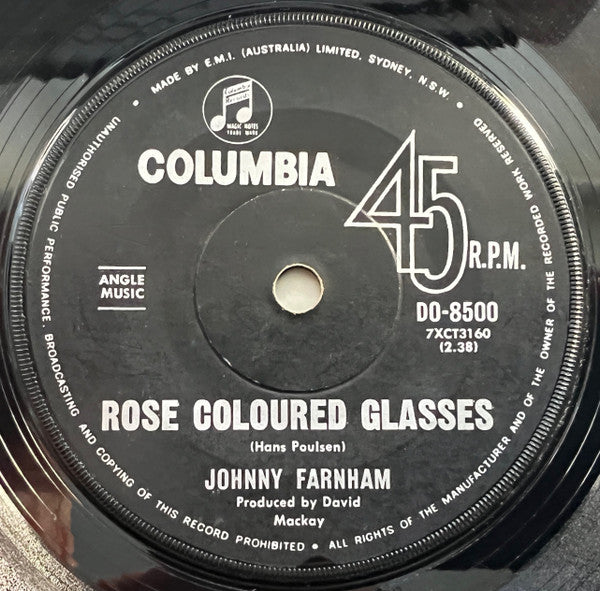 • MADE BY E.M.I. (AUSTRALIA) LIMITED. SYDNEY, N.S.W. •
Columbia
Records
MAGIC NOTES
TRADE MARK
COLUMBIA
45
R.P.M.
ANGLE
MUSIC
DO-8500
7XCT3160
(2.38)
ROSE COLOURED GLASSES
(Hans Poulsen)
JOHNNY FARNHAM
Produced by David
Mackay
UNAUTHORISED PUBLIC PERFORMANCE, BROADCASTING AND COPYING OF THIS RECORD PROHIBITED • ALL RIGHTS OF THE MANUFACTURER AND OF THE OWNER OF THE RECORDED WORK RESERVED